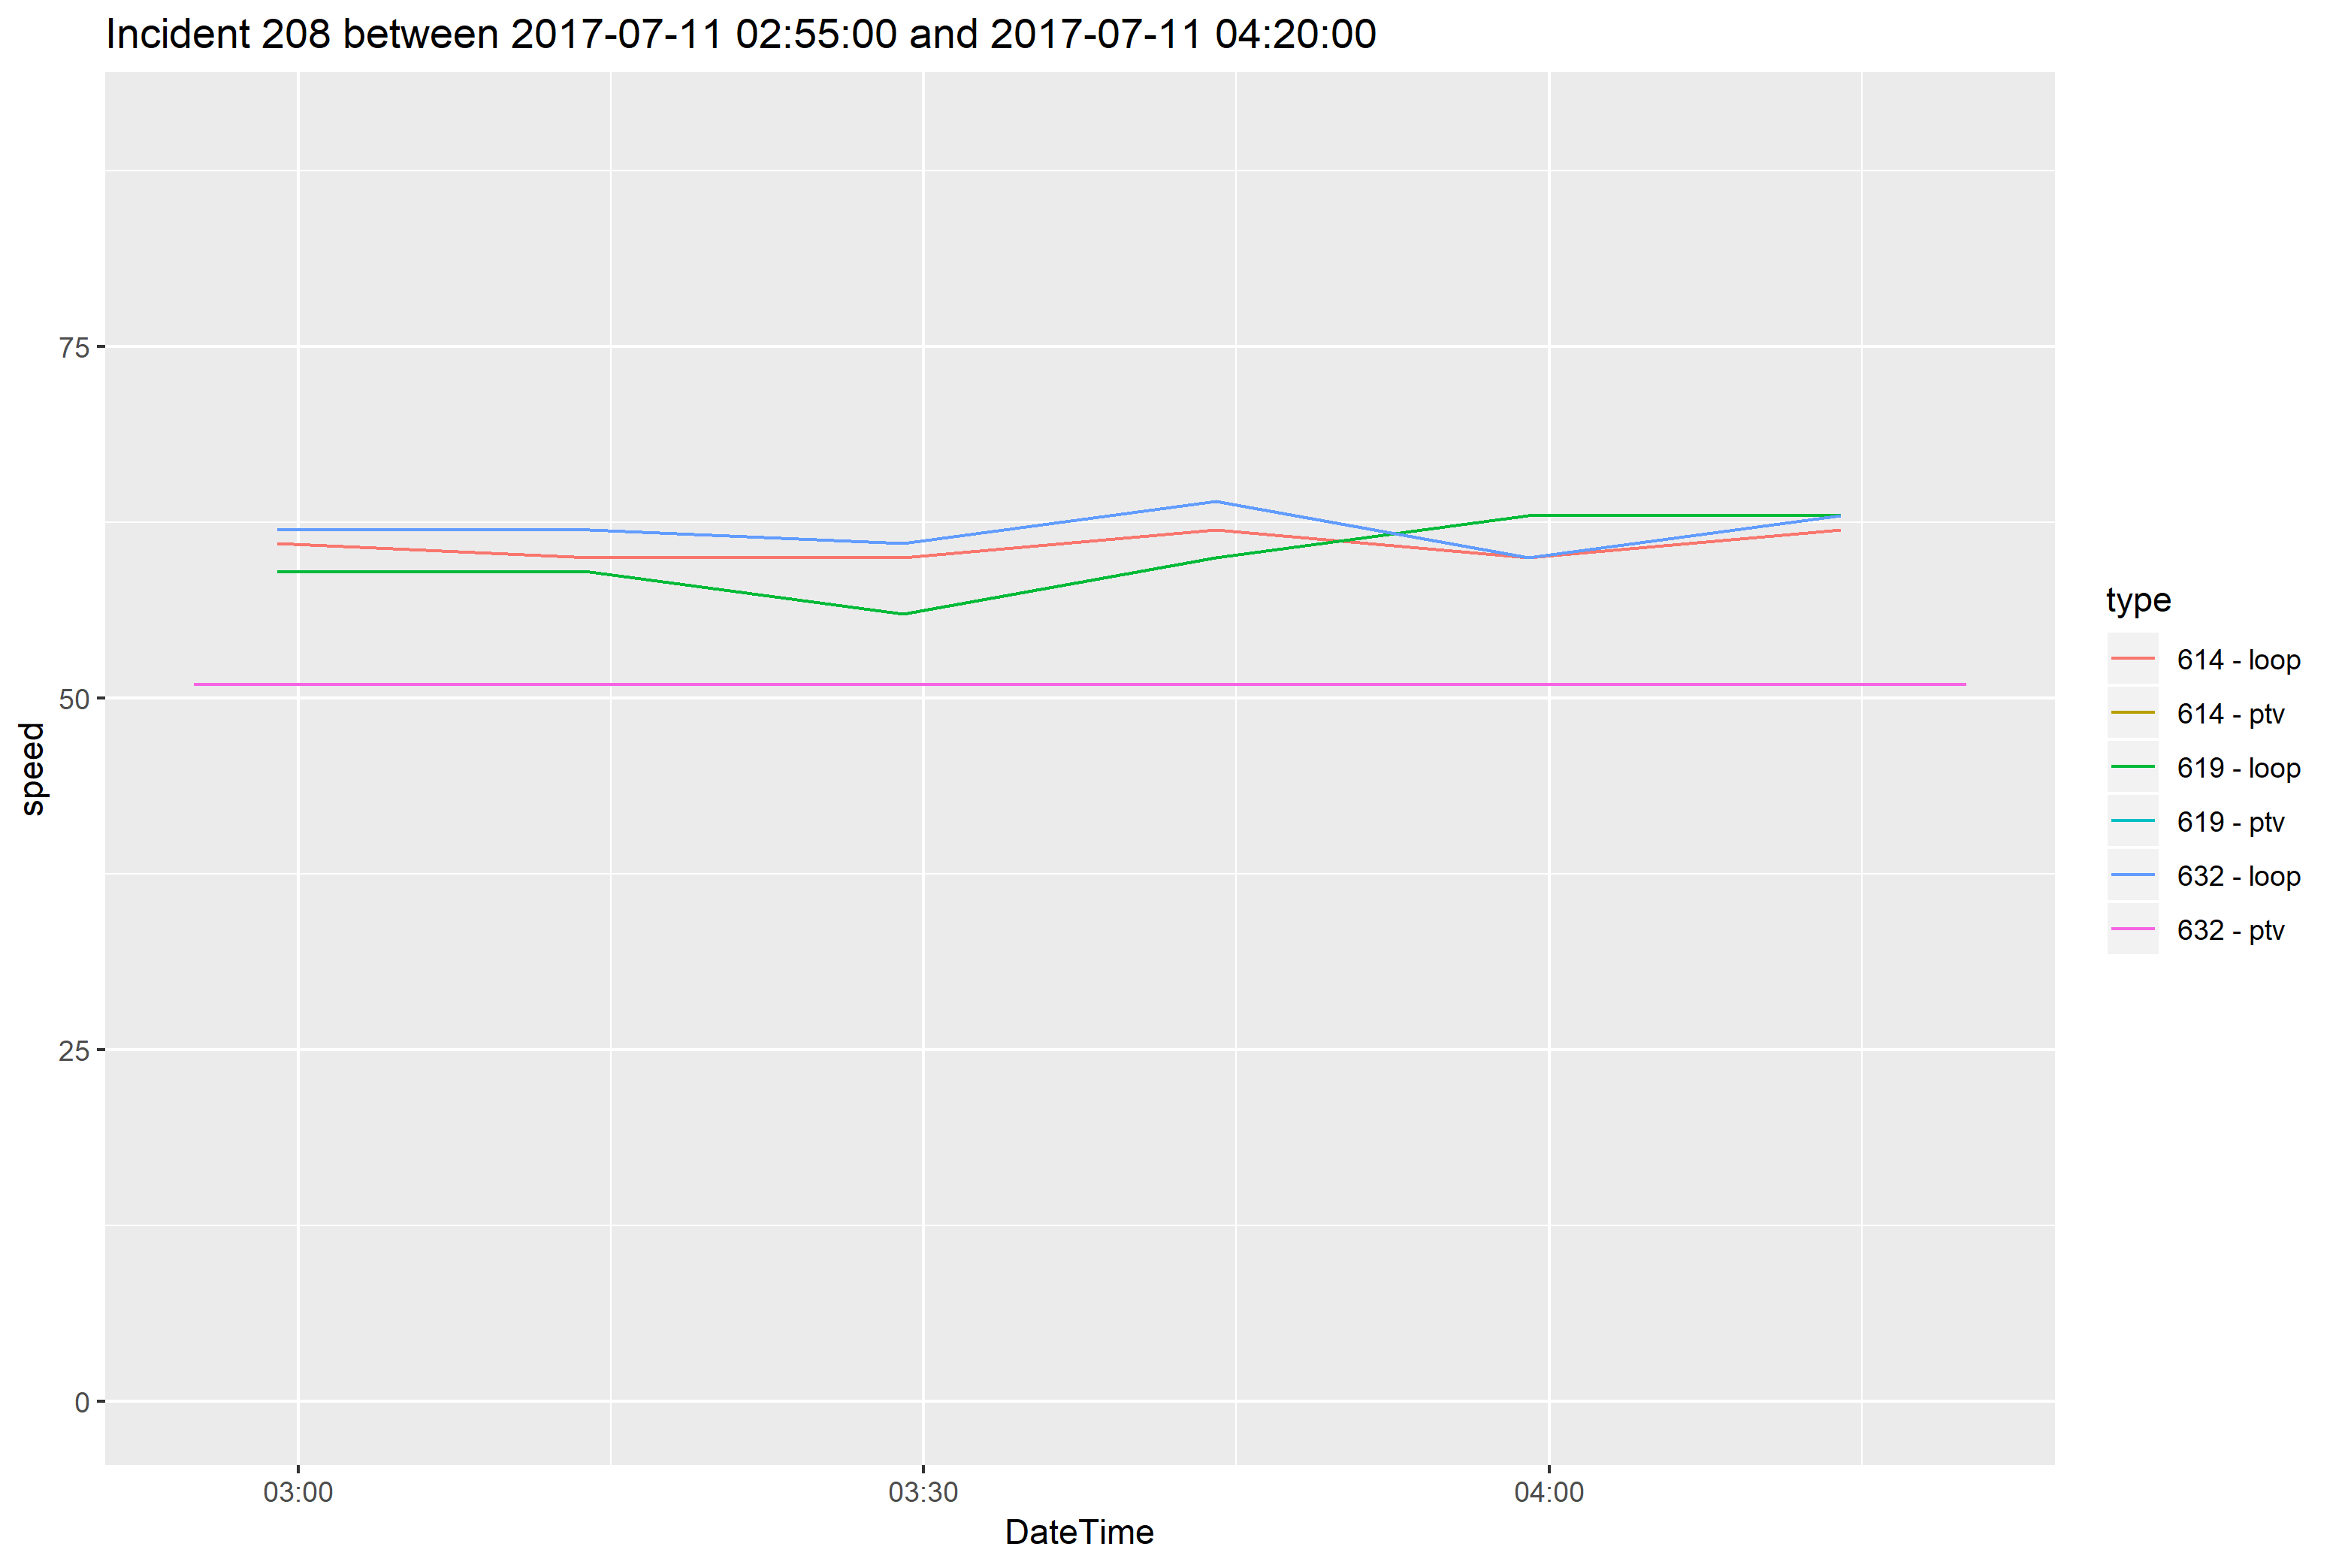 Incident 208 between 2017-07-11 02:55:00 and 2017-07-11 04:20:00
75
50
25
0
speed
03:00
03:30
04:00
DateTime
type
614 - loop
614 - ptv
619 - loop
619 - ptv
632 - loop
632 - ptv